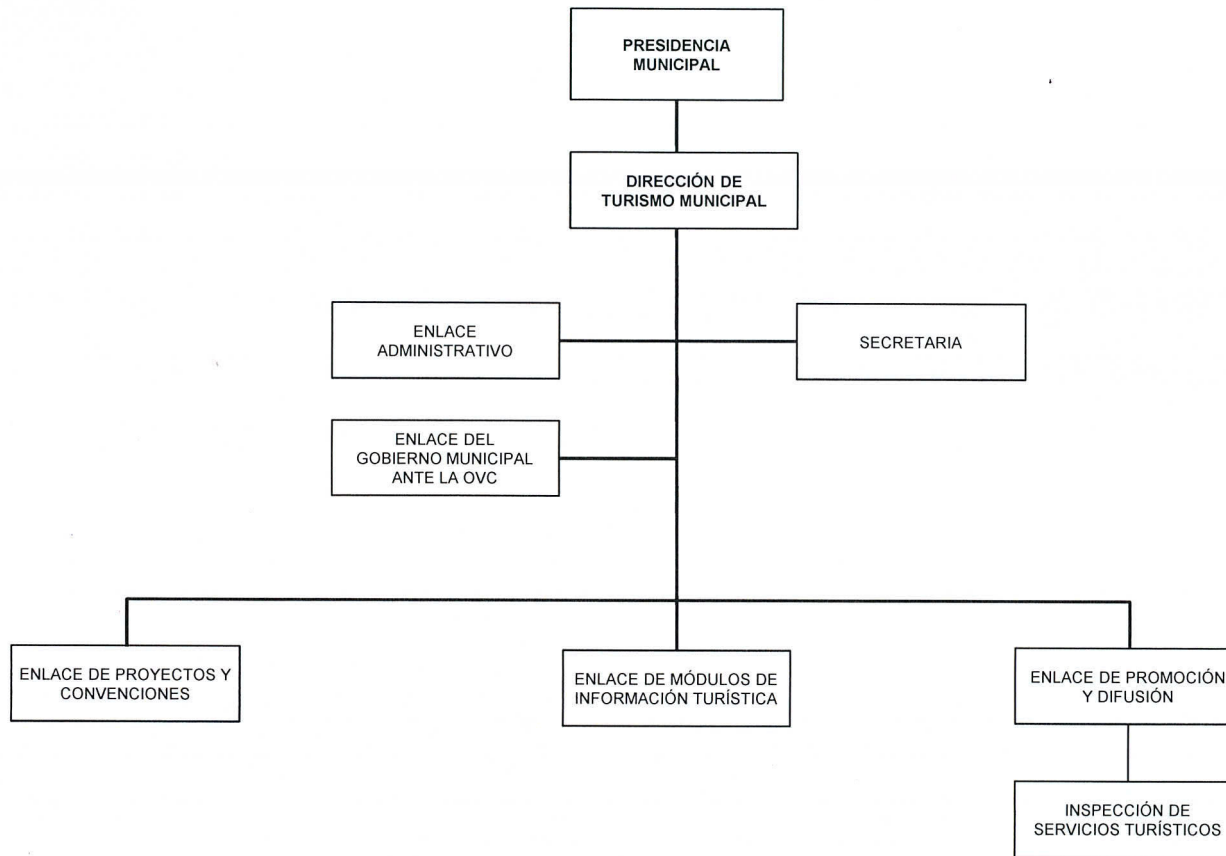 PRESIDENCIA
MUNICIPAL
DIRECCIÓN DE
TURISMO MUNICIPAL
ENLACE
ADMINISTRATIVO
SECRETARIA
ENLACE DEL
GOBIERNO MUNICIPAL
ANTE LA OVC
ENLACE DE PROYECTOS Y
CONVENCIONES
ENLACE DE MÓDULOS DE
INFORMACIÓN TURÍSTICA
ENLACE DE PROMOCIÓN
Y DIFUSIÓN
INSPECCIÓN DE
SERVICIOS TURÍSTICOS